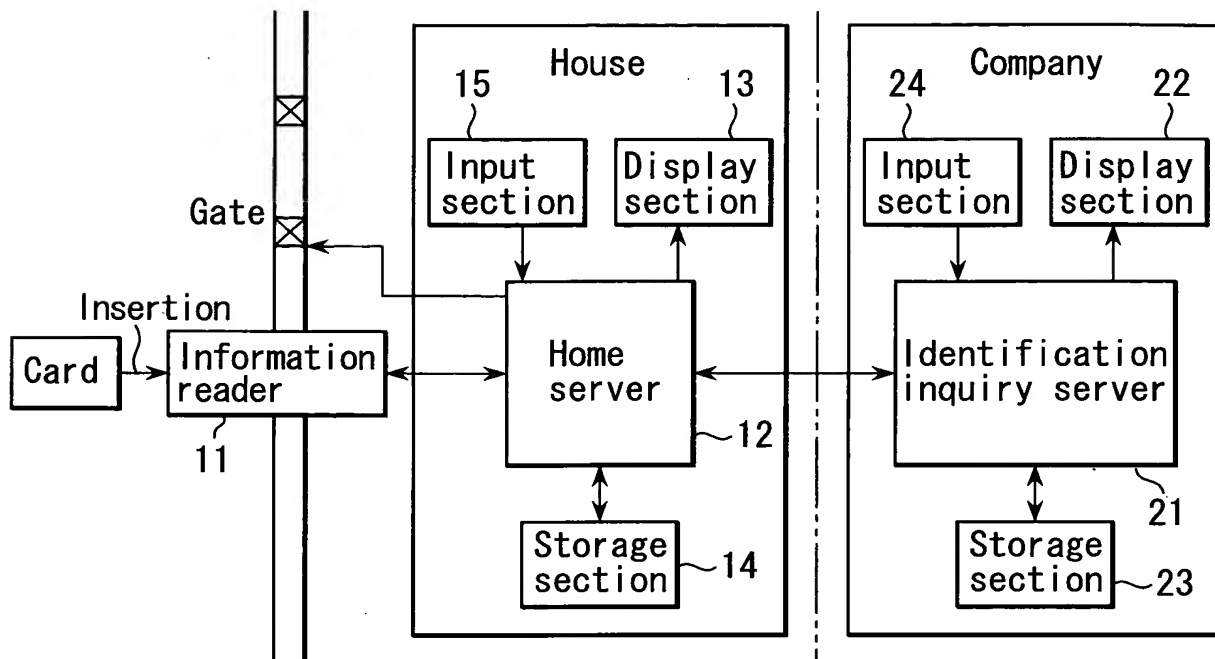 House
Company
15
13
24
22
Input
section
Display
section
Input
section
Display
section
Gate
Insertion
Card
Information
reader
11
Home
server
12
Identification
inquiry server
21
Storage
section
14
Storage
section
23